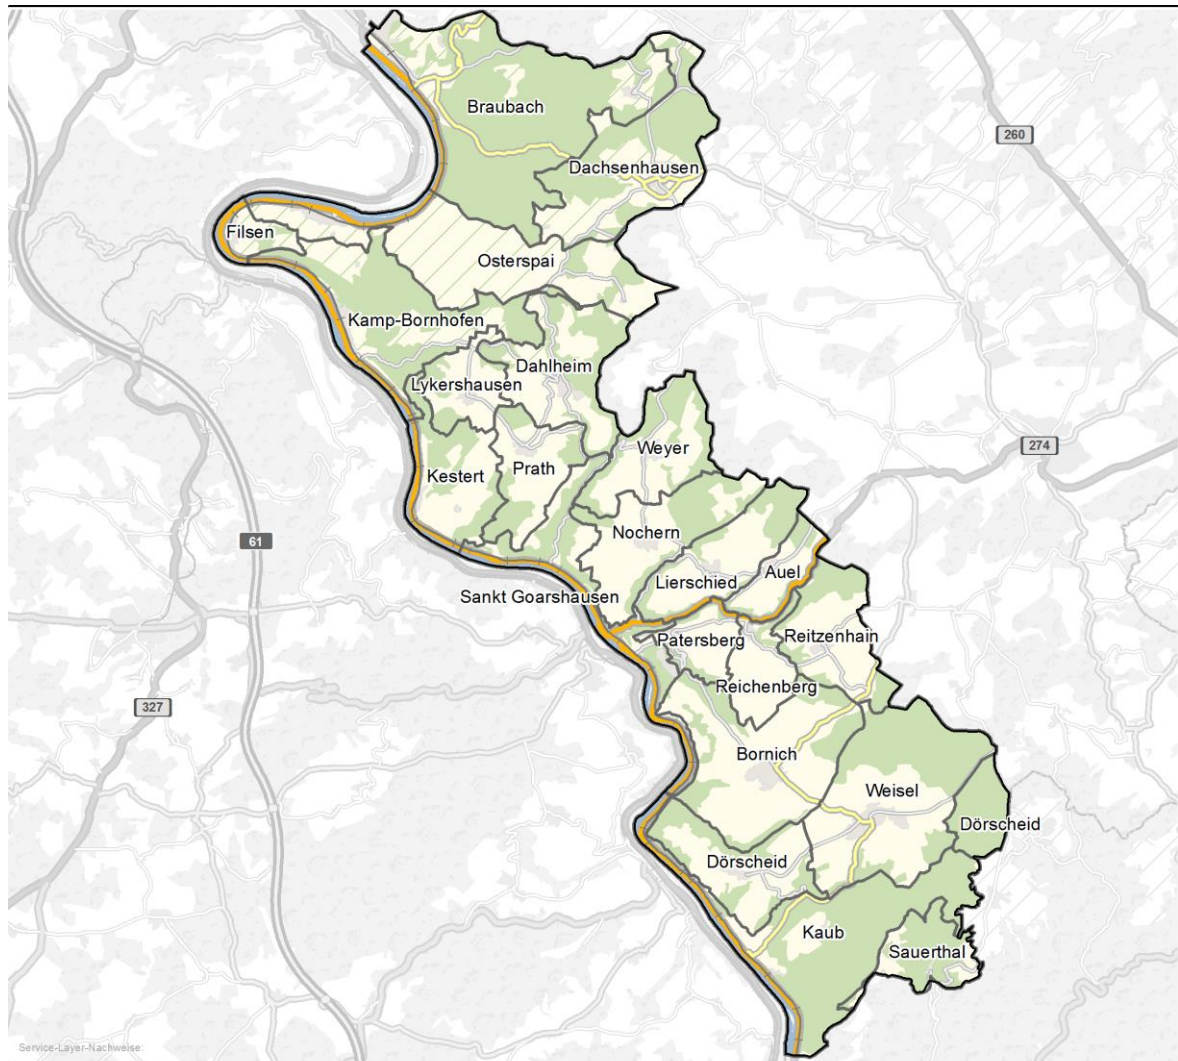 Braubach
260
Dachsenhausen
Filsen
Osterspai
Kamp-Bornhofen
Dahlheim
Lykershausen
Weyer
274
Kestert
Prath
Nochern
61
Lierschied
Auel
Sankt Goarshausen
Patersberg
Reitzenhain
Reichenberg
327
Bornich
Weisel
Dörscheid
Dörscheid
Kaub
Sauerthal
Service-Layer-Nachweise: